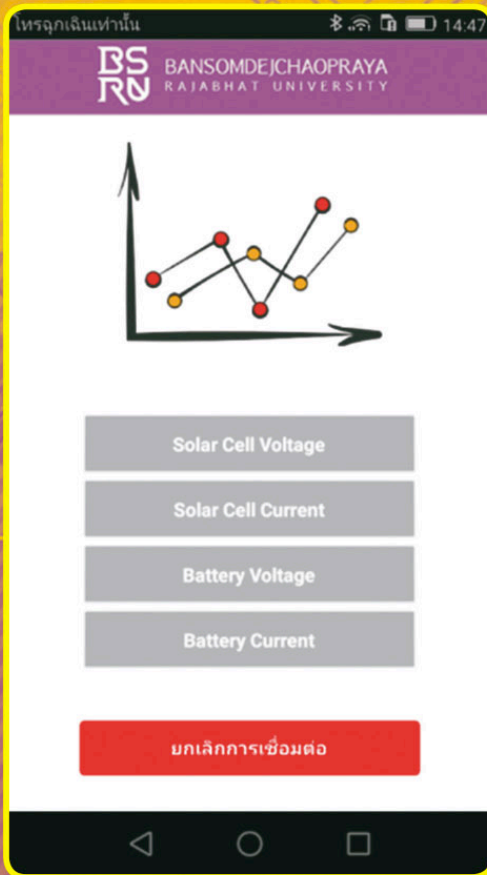 โทรฉุกเฉินเท่านั้น 14:47
BS
RU
BANSOMDEJCHAOPRAYA
RAJABHAT UNIVERSITY
Solar Cell Voltage
Solar Cell Current
Battery Voltage
Battery Current
ยกเลิกการเชื่อมต่อ